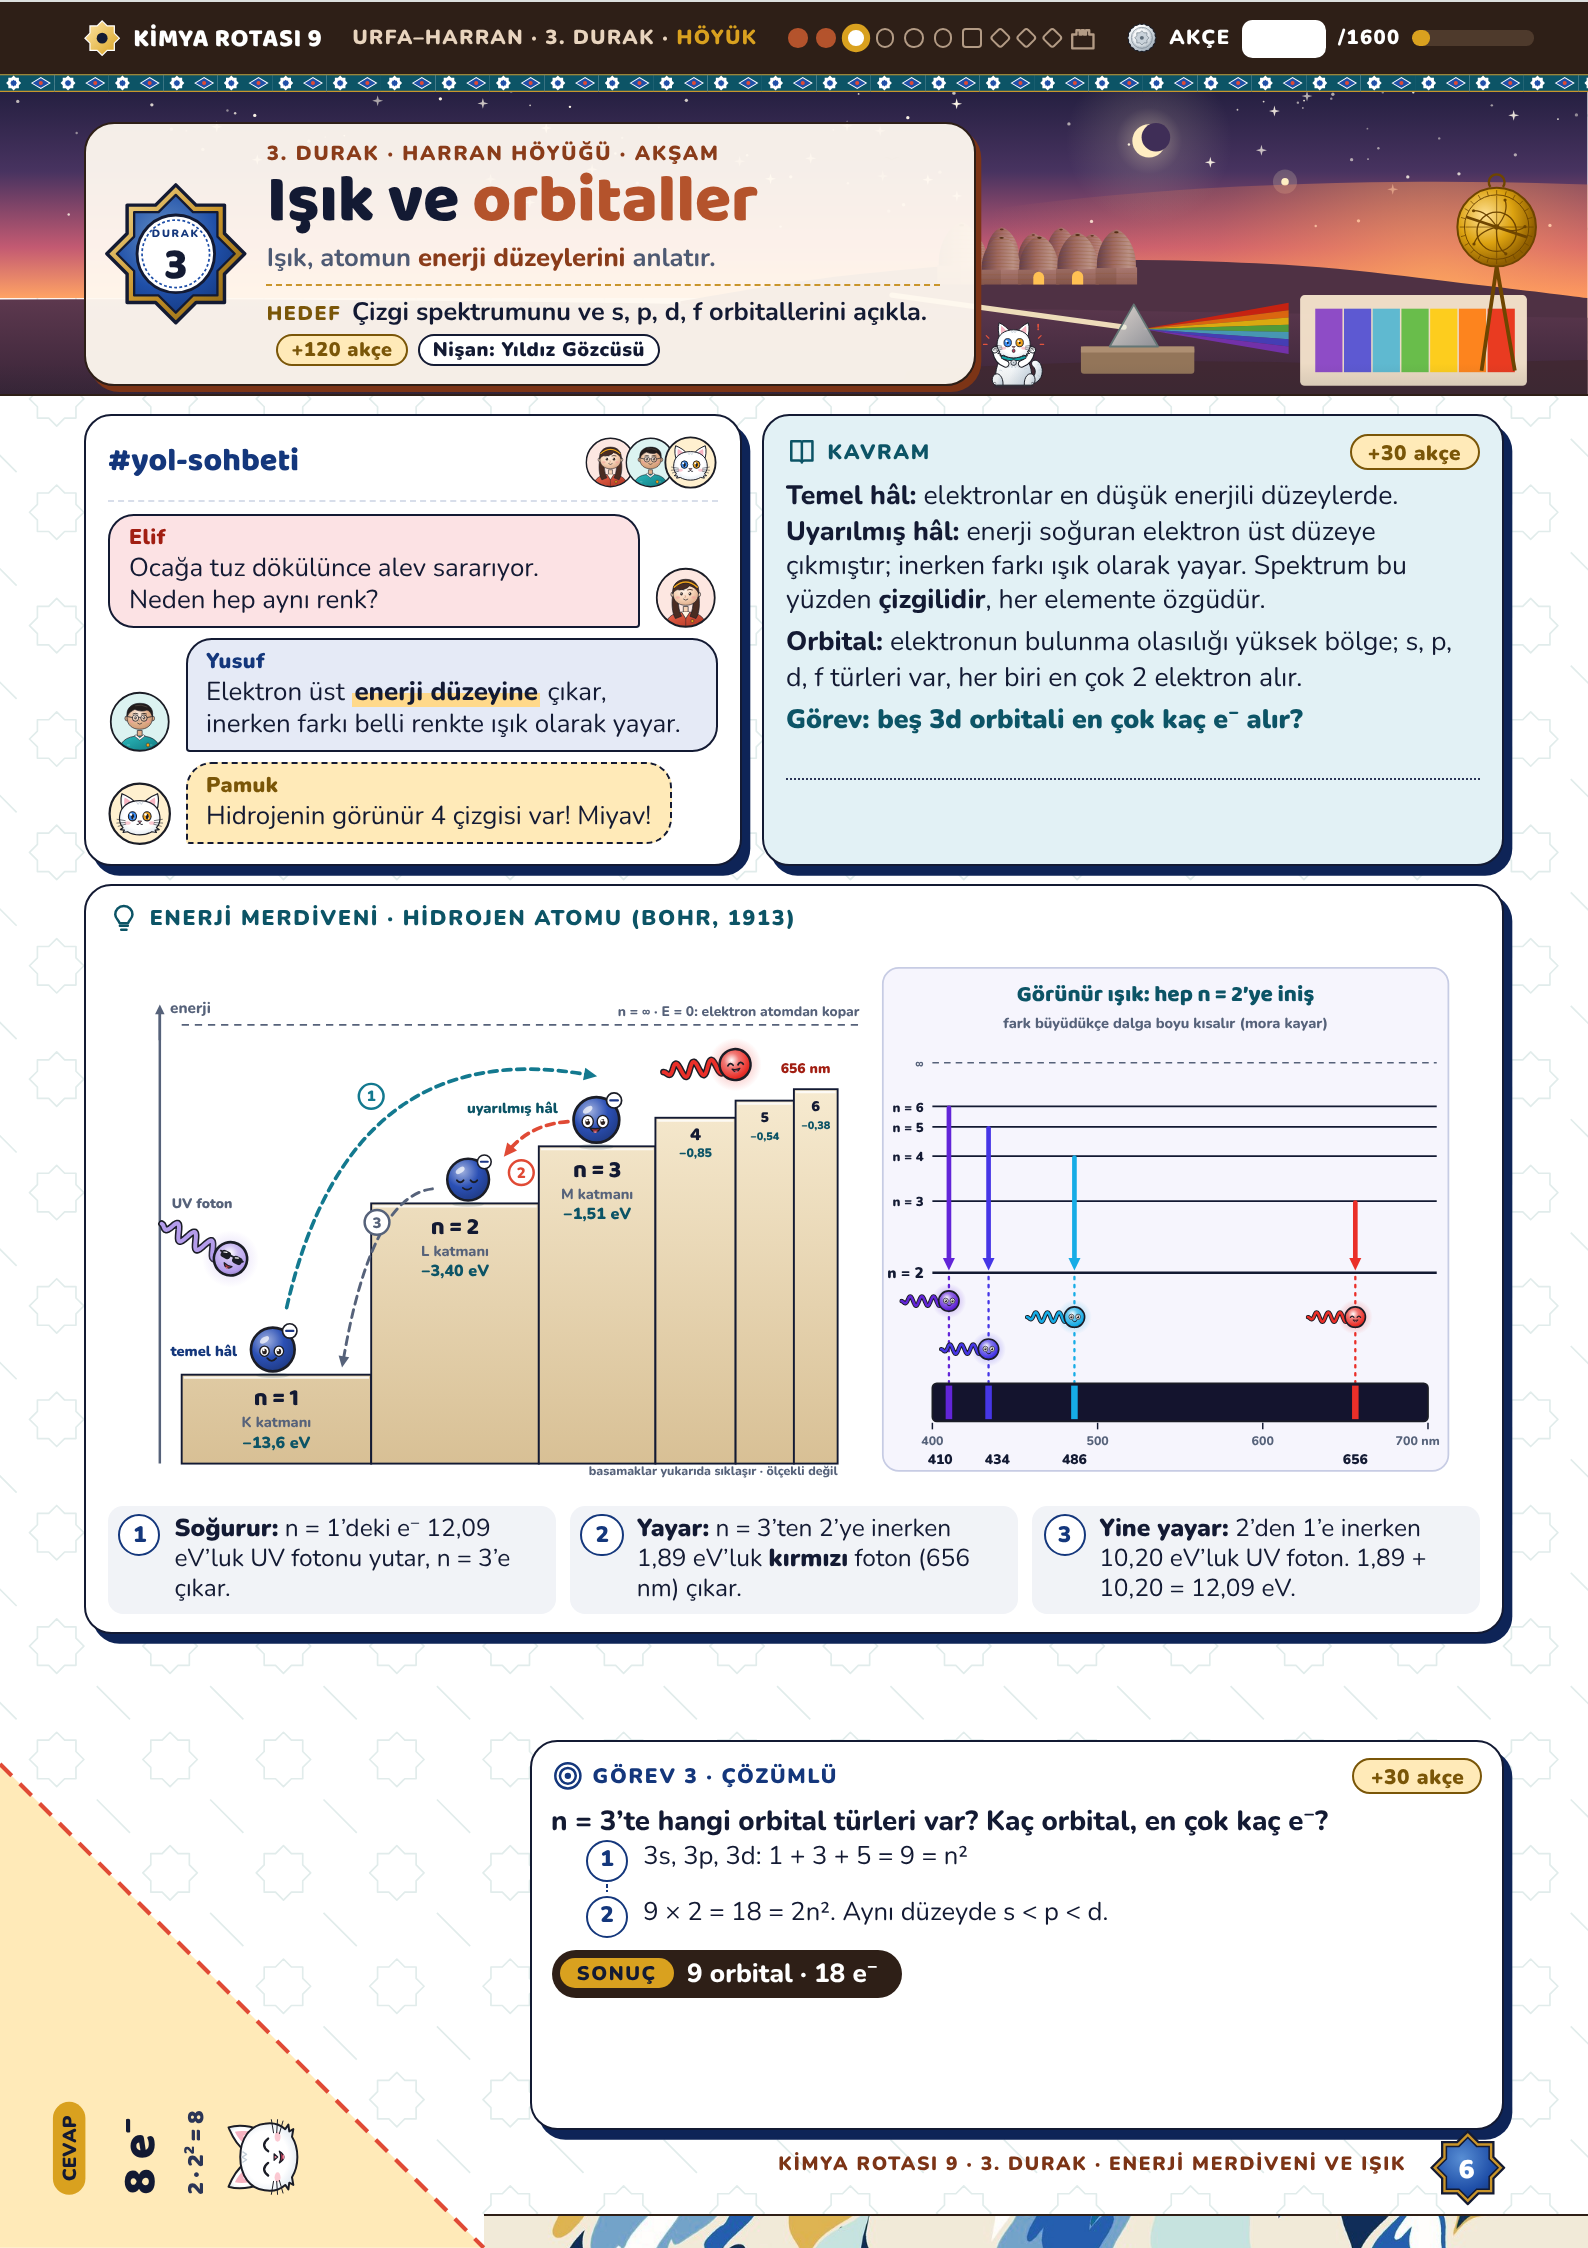 KİMYA ROTASI 9 URFA–HARRAN · 3. DURAK · HÖYÜK AKÇE /1600
3. DURAK · HARRAN HÖYÜĞÜ · AKŞAM
DURAK
3
Işık ve orbitaller
Işık, atomun enerji düzeylerini anlatır.
HEDEF Çizgi spektrumunu ve s, p, d, f orbitallerini açıkla.
+120 akçe Nişan: Yıldız Gözcüsü
#yol-sohbeti
Elif
Ocağa tuz dökülünce alev sararıyor.
Neden hep aynı renk?
Yusuf
Elektron üst enerji düzeyine çıkar,
inerken farkı belli renkte ışık olarak yayar.
Pamuk
Hidrojenin görünür 4 çizgisi var! Miyav!
KAVRAM +30 akçe
Temel hâl: elektronlar en düşük enerjili düzeylerde.
Uyarılmış hâl: enerji soğuran elektron üst düzeye
çıkmıştır; inerken farkı ışık olarak yayar. Spektrum bu
yüzden çizgilidir, her elemente özgüdür.
Orbital: elektronun bulunma olasılığı yüksek bölge; s, p,
d, f türleri var, her biri en çok 2 elektron alır.
Görev: beş 3d orbitali en çok kaç e⁻ alır?
ENERJİ MERDİVENİ · HİDROJEN ATOMU (BOHR, 1913)
enerji
n = ∞ · E = 0: elektron atomdan kopar
656 nm
1
uyarılmış hâl
2
3
UV foton
temel hâl
n = 1
K katmanı
−13,6 eV
n = 2
L katmanı
−3,40 eV
n = 3
M katmanı
−1,51 eV
4
−0,85
5
−0,54
6
−0,38
basamaklar yukarıda sıklaşır · ölçekli değil
Görünür ışık: hep n = 2’ye iniş
fark büyüdükçe dalga boyu kısalır (mora kayar)
∞
n = 6
n = 5
n = 4
n = 3
n = 2
400 500 600 700 nm
410 434 486 656
1 Soğurur: n = 1’deki e⁻ 12,09
eV’luk UV fotonu yutar, n = 3’e
çıkar.
2 Yayar: n = 3’ten 2’ye inerken
1,89 eV’luk kırmızı foton (656
nm) çıkar.
3 Yine yayar: 2’den 1’e inerken
10,20 eV’luk UV foton. 1,89 +
10,20 = 12,09 eV.
GÖREV 3 · ÇÖZÜMLÜ +30 akçe
n = 3’te hangi orbital türleri var? Kaç orbital, en çok kaç e⁻?
1 3s, 3p, 3d: 1 + 3 + 5 = 9 = n²
2 9 × 2 = 18 = 2n². Aynı düzeyde s < p < d.
SONUÇ 9 orbital · 18 e⁻
CEVAP
8 e⁻
2 · 2² = 8
KİMYA ROTASI 9 · 3. DURAK · ENERJİ MERDİVENİ VE IŞIK 6